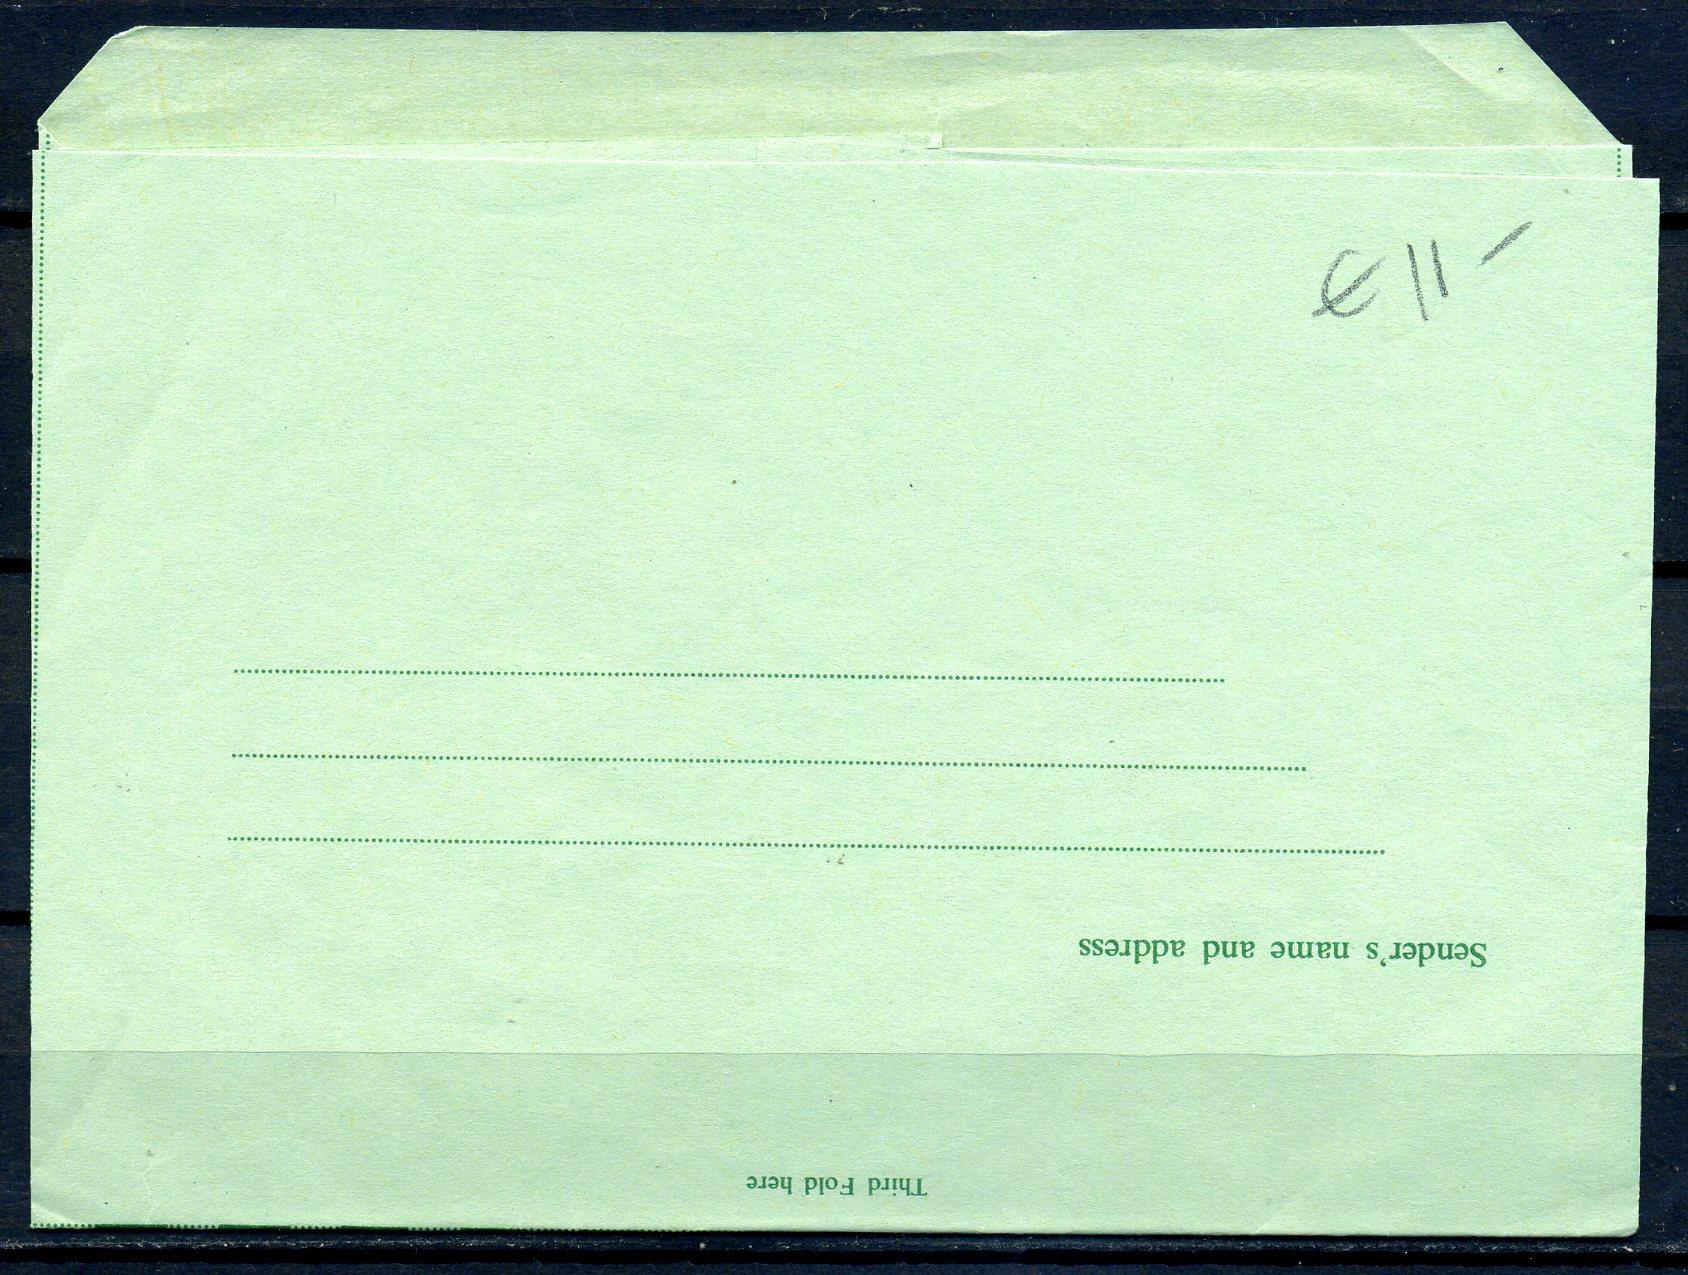 € 11 -
Sender's name and address
Third Fold here